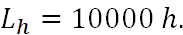 L_h = 10000 h.